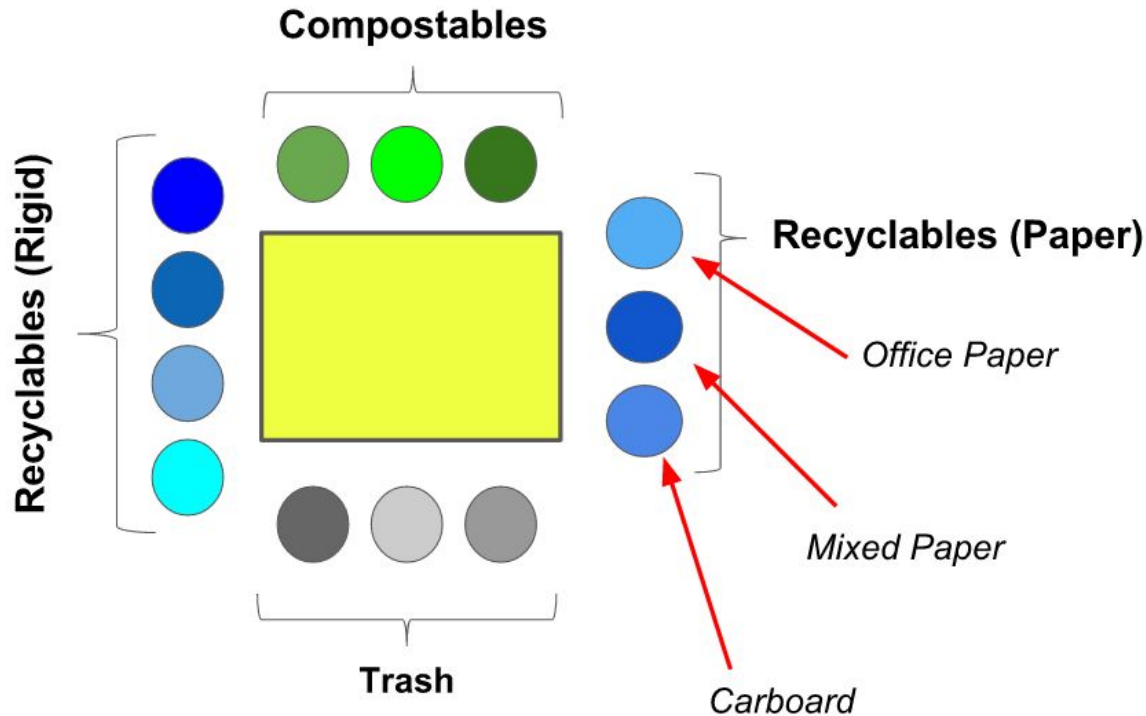 Compostables
Recyclables (Rigid)
Recyclables (Paper)
Office Paper
Mixed Paper
Trash
Carboard